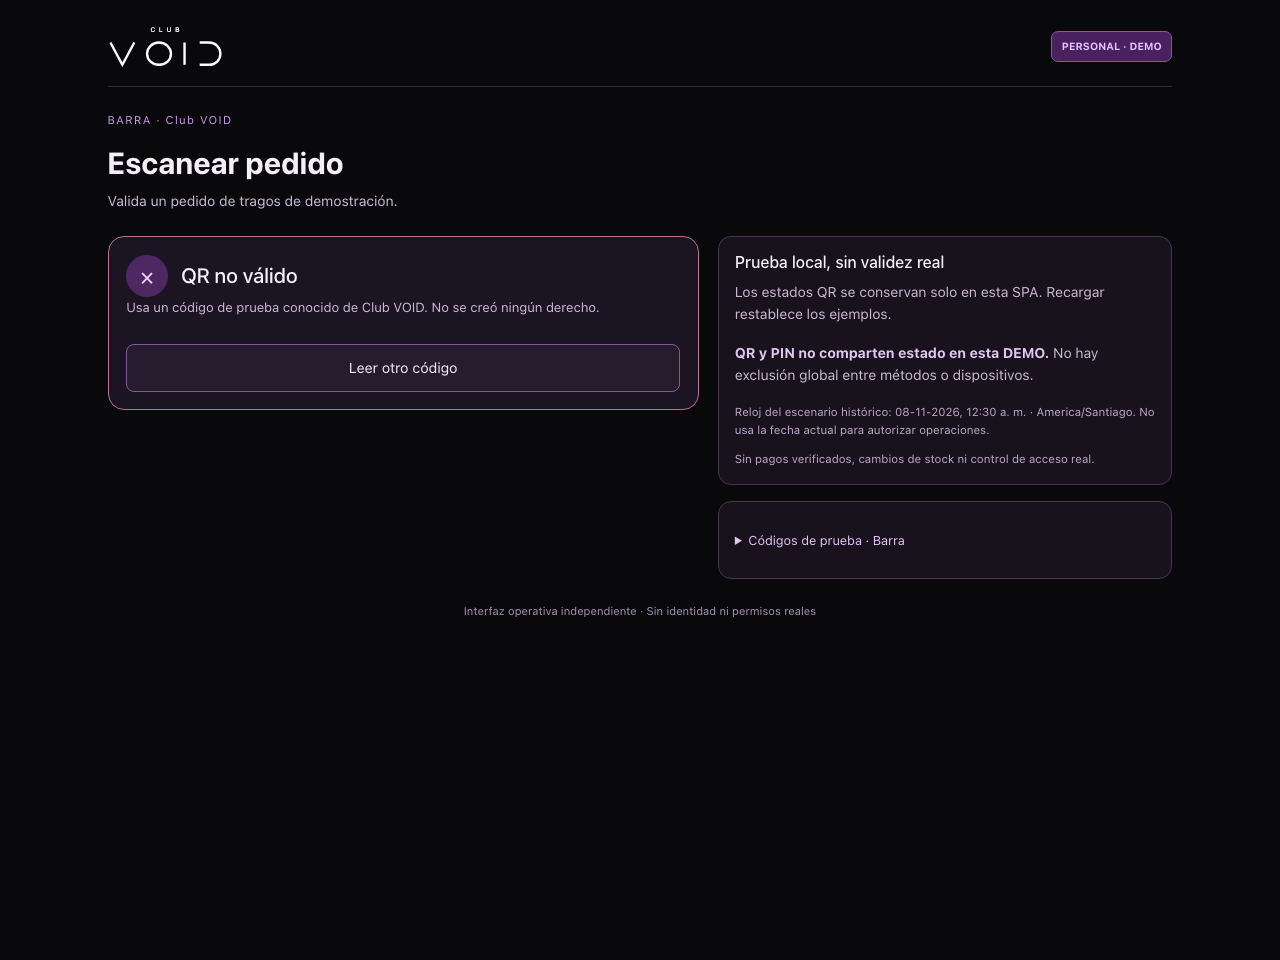 CLUB
VOID
PERSONAL · DEMO
BARRA · Club VOID
Escanear pedido
Valida un pedido de tragos de demostración.
QR no válido
Usa un código de prueba conocido de Club VOID. No se creó ningún derecho.
Leer otro código
Prueba local, sin validez real
Los estados QR se conservan solo en esta SPA. Recargar
restablece los ejemplos.
QR y PIN no comparten estado en esta DEMO. No hay
exclusión global entre métodos o dispositivos.
Reloj del escenario histórico: 08-11-2026, 12:30 a. m. · America/Santiago. No
usa la fecha actual para autorizar operaciones.
Sin pagos verificados, cambios de stock ni control de acceso real.
Códigos de prueba · Barra
Interfaz operativa independiente · Sin identidad ni permisos reales